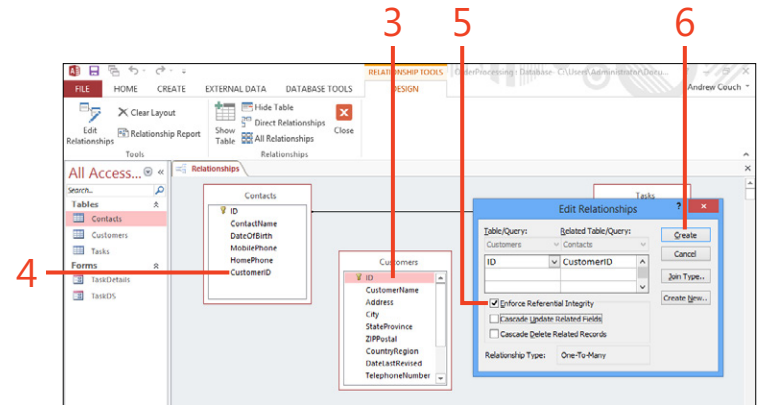 3 5 6
RELATIONSHIP TOOLS OrderProcessing : Database- C:\Users\Administrator\Docu...
FILE HOME CREATE EXTERNAL DATA DATABASE TOOLS DESIGN Andrew Couch
Edit Relationships
Clear Layout
Relationship Report
Tools
Show Table
Hide Table
Direct Relationships
All Relationships
Close
Relationships
All Access...
Search...
Tables
Contacts
Customers
Tasks
Forms
TaskDetails
TaskDS
Relationships
4
Contacts
ID
ContactName
DateOfBirth
MobilePhone
HomePhone
CustomerID
Customers
ID
CustomerName
Address
City
StateProvince
ZIPPostal
CountryRegion
DateLastRevised
TelephoneNumber
Tasks
Edit Relationships
? ×
Table/Query: Related Table/Query:
Customers Contacts
ID CustomerID
Enforce Referential Integrity
Cascade Update Related Fields
Cascade Delete Related Records
Relationship Type: One-To-Many
Create
Cancel
Join Type..
Create New..